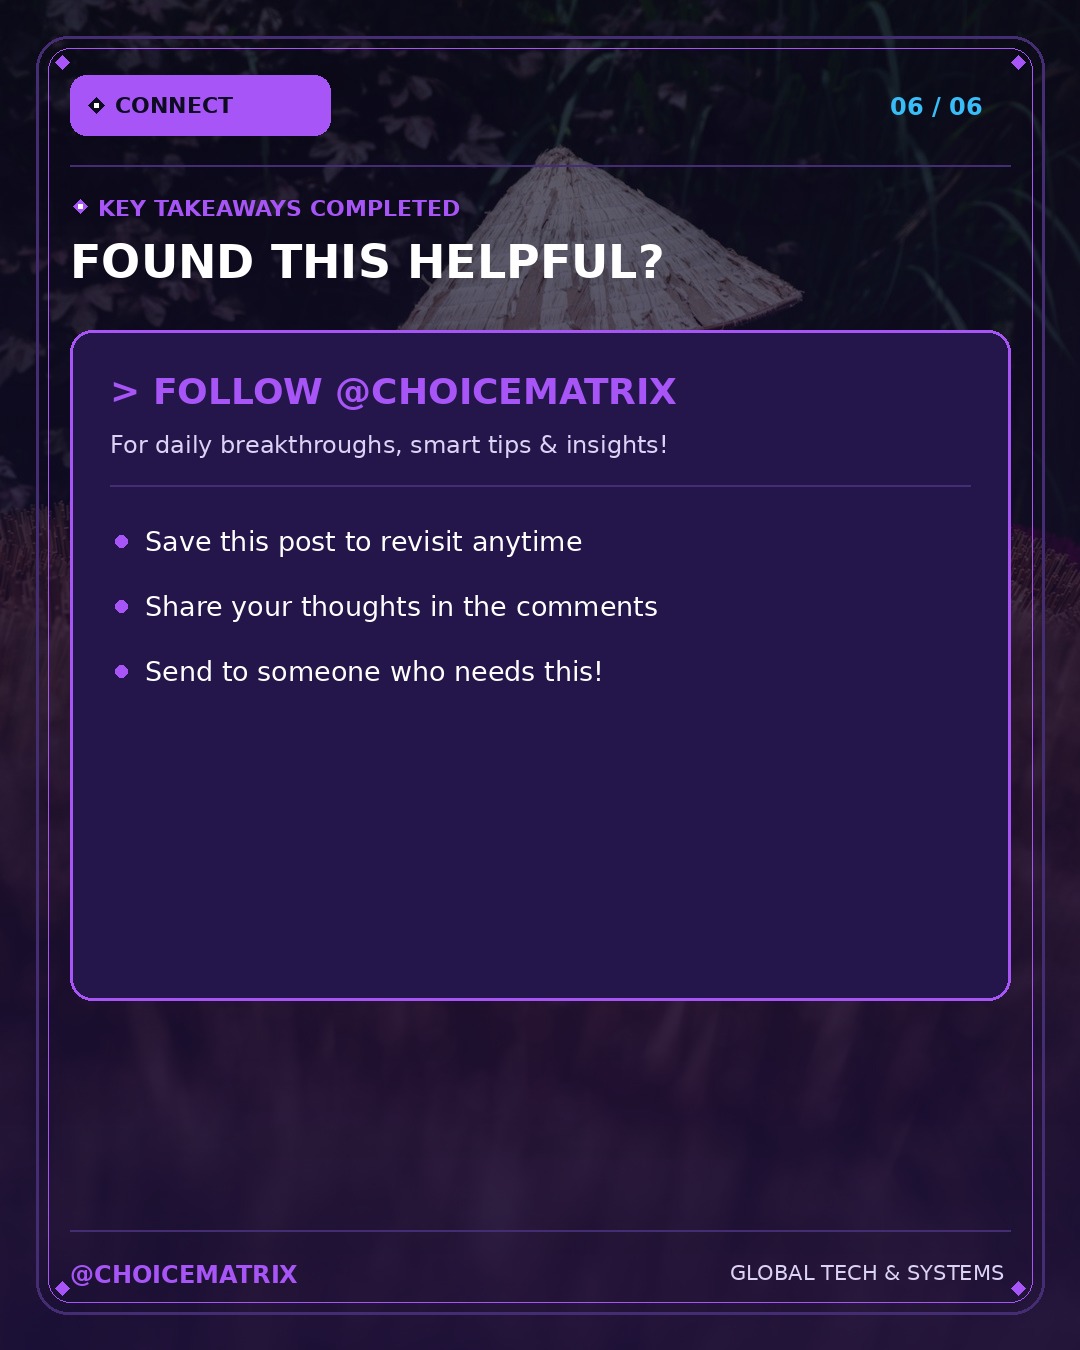 CONNECT
06 / 06
KEY TAKEAWAYS COMPLETED
FOUND THIS HELPFUL?
> FOLLOW @CHOICEMATRIX
For daily breakthroughs, smart tips & insights!
Save this post to revisit anytime
Share your thoughts in the comments
Send to someone who needs this!
@CHOICEMATRIX
GLOBAL TECH & SYSTEMS